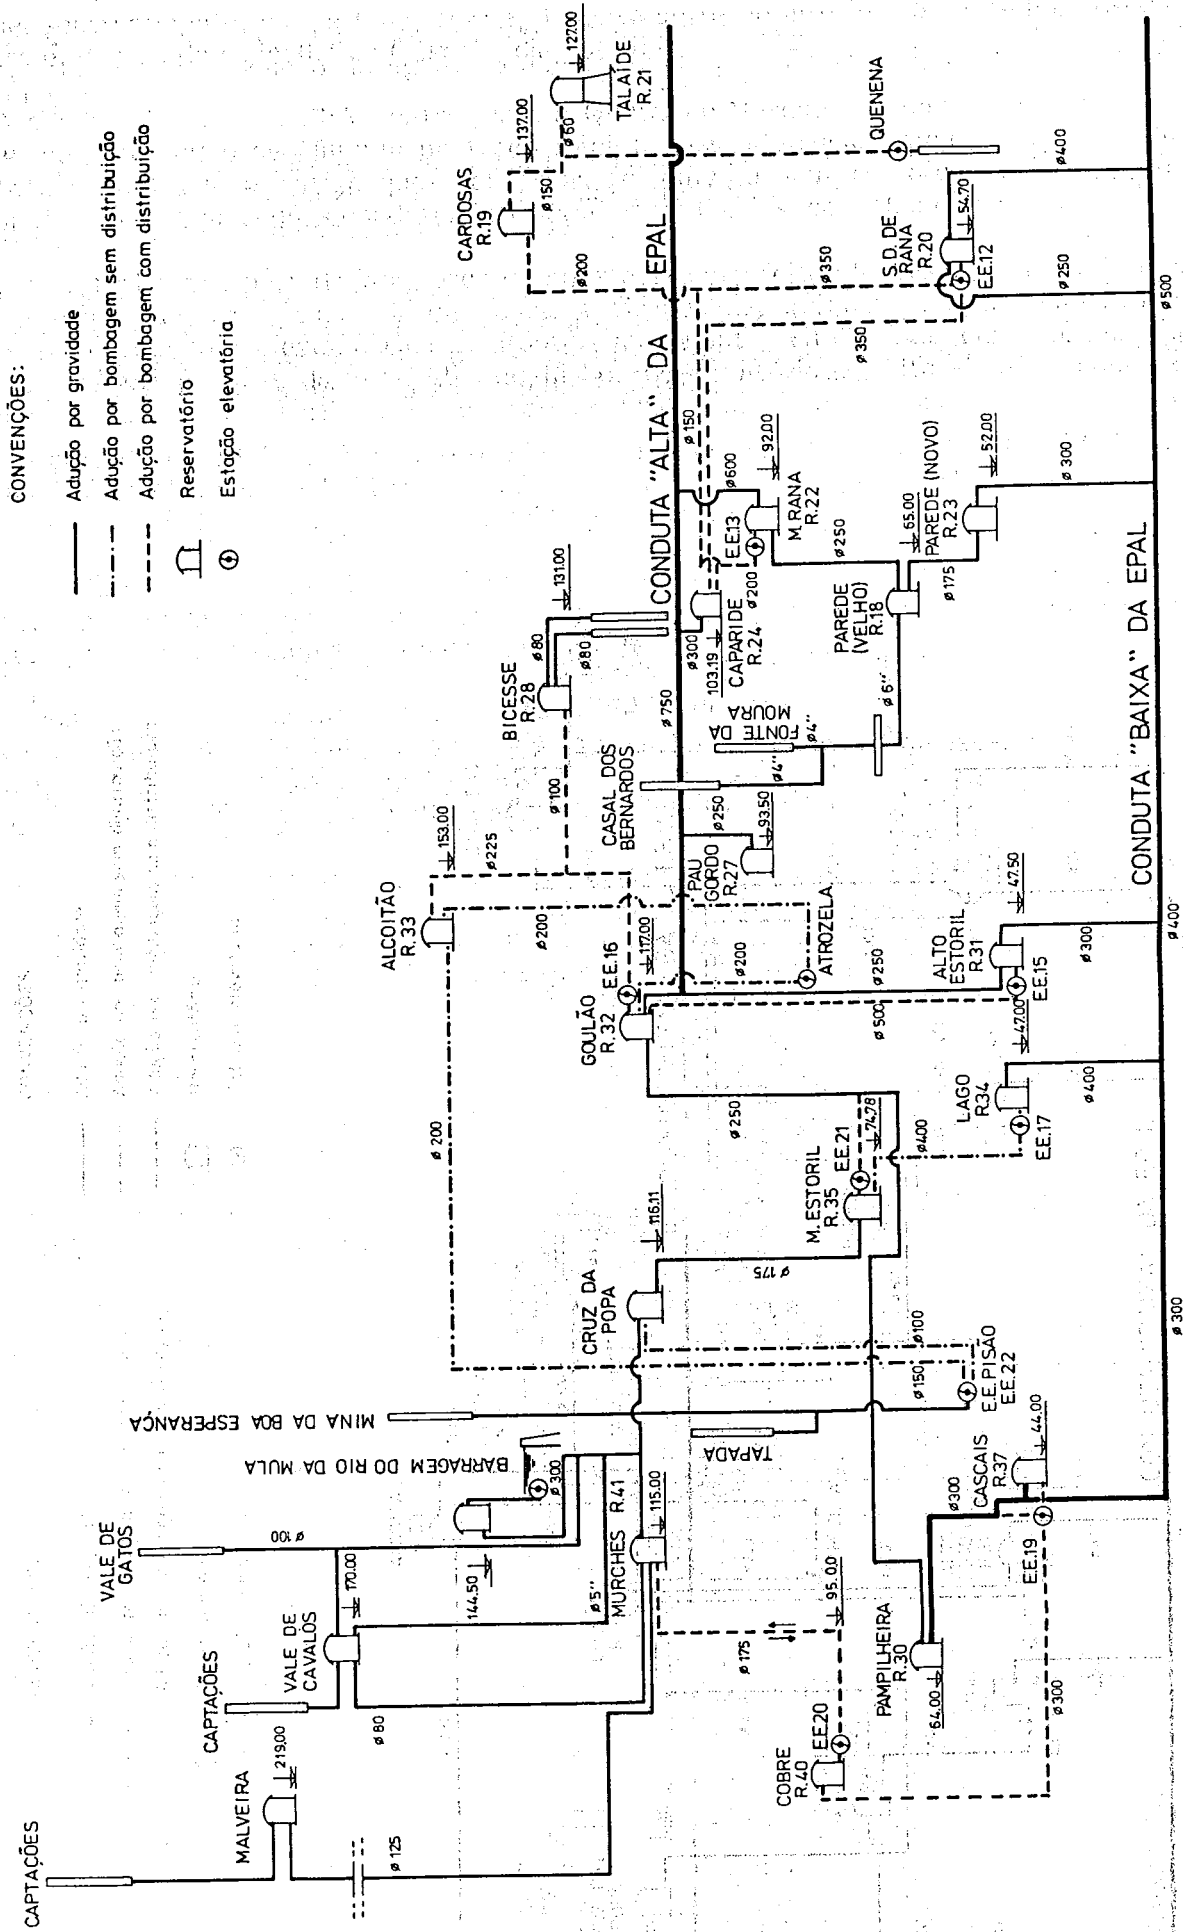 CONVENÇÕES:
Adução por gravidade
Adução por bombagem sem distribuição
Adução por bombagem com distribuição
Reservatório
Estação elevatória
CAPTAÇÕES
MALVEIRA
219,00
ø 125
CAPTAÇÕES
VALE DE
CAVALOS
170.00
ø 80
VALE DE
GATOS
ø 100
144.50
ø 5"
BARRAGEM DO RIO DA MULA
ø 300
MINA DA BOA ESPERANÇA
MURCHES R.41
115.00
TAPADA
ø 175
95.00
COBRE
R.40
E.E.20
PAMPILHEIRA
R.30
64.00
ø 300
E.E.19
CASCAIS
R.37
44.00
ø 300
E.E.PISÃO
E.E.22
ø 150
ø 100
CRUZ DA
POPA
116.11
ø 175
M. ESTORIL
R.35
E.E.21
74.78
ø 400
LAGO
R.34
E.E.17
47.00
ø 400
ø 200
ALCOITÃO
R.33
153.00
ø 225
ø 200
ø 100
GOULÃO
R.32
E.E.16
117.00
ø 250
ø 200
ATROZELA
ø 250
ø 500
ALTO
ESTORIL
R.31
E.E.15
47.50
ø 300
BICESSE
R.28
131.00
ø 80
ø 80
CASAL DOS
BERNARDOS
ø 750
PAU
GORDO
R.27
ø 250
93.50
FONTE DA
MOURA
ø 4"
ø 4"
ø 6"
CONDUTA "ALTA" DA EPAL
ø 300
103.19
CAPARIDE
R.24
ø 200
E.E.13
M. RANA
R.22
92.00
ø 600
ø 150
ø 250
PAREDE
(VELHO)
R.18
65.00
ø 175
PAREDE (NOVO)
R.23
52.00
ø 300
CARDOSAS
R.19
137.00
ø 150
ø 200
ø 60
TALAÍDE
R.21
127.00
ø 350
ø 350
S.D. DE
RANA
R.20
E.E.12
54.70
ø 250
ø 400
QUENENA
CONDUTA "BAIXA" DA EPAL
ø 300
ø 400
ø 500